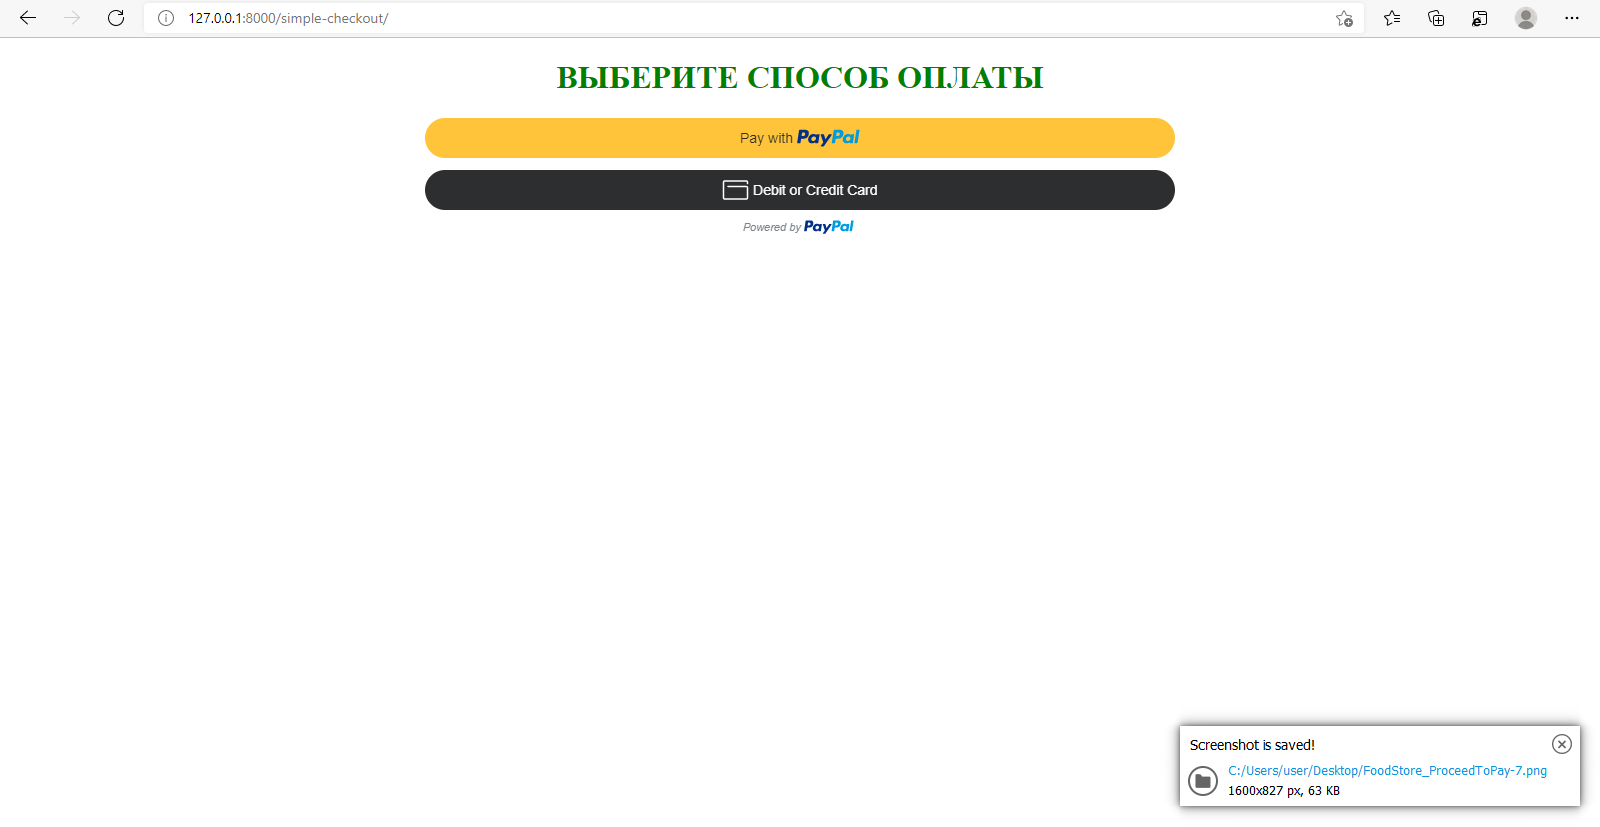 127.0.0.1:8000/simple-checkout/
ВЫБЕРИТЕ СПОСОБ ОПЛАТЫ
Pay with PayPal
Debit or Credit Card
Powered by PayPal
Screenshot is saved!
C:/Users/user/Desktop/FoodStore_ProceedToPay-7.png
1600x827 px, 63 KB